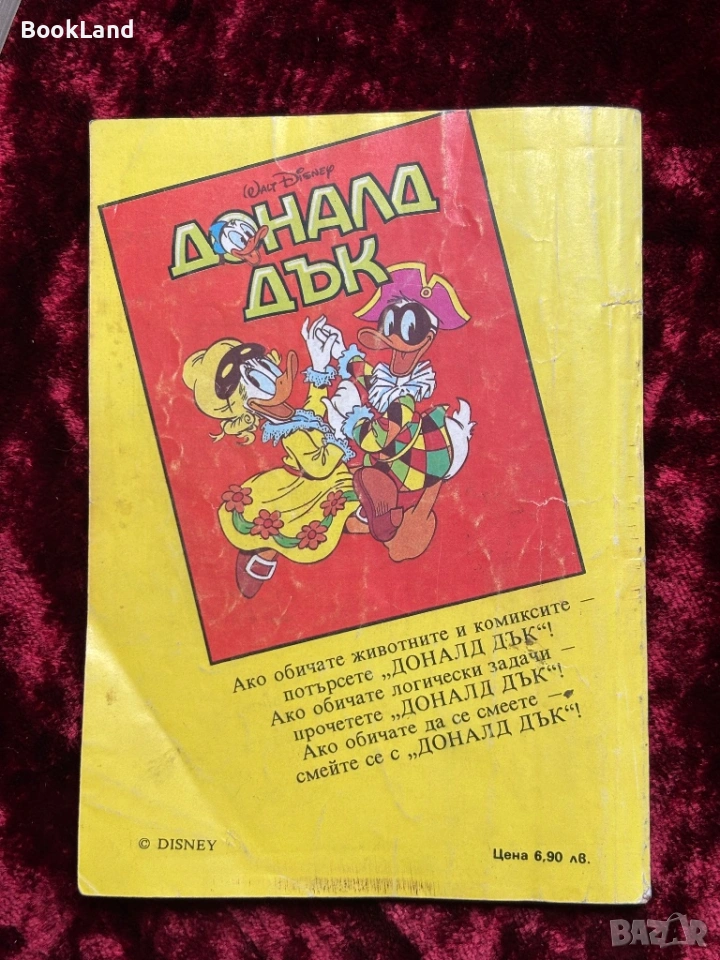 BookLand
WALT DISNEY
ДОНАЛД
ДЪК
Ако обичате животните и комиксите –
потърсете „ДОНАЛД ДЪК“!
Ако обичате логически задачи –
прочетете „ДОНАЛД ДЪК“!
Ако обичате да се смеете –
смейте се с „ДОНАЛД ДЪК“!
© DISNEY
Цена 6,90 лв.
BAZAR